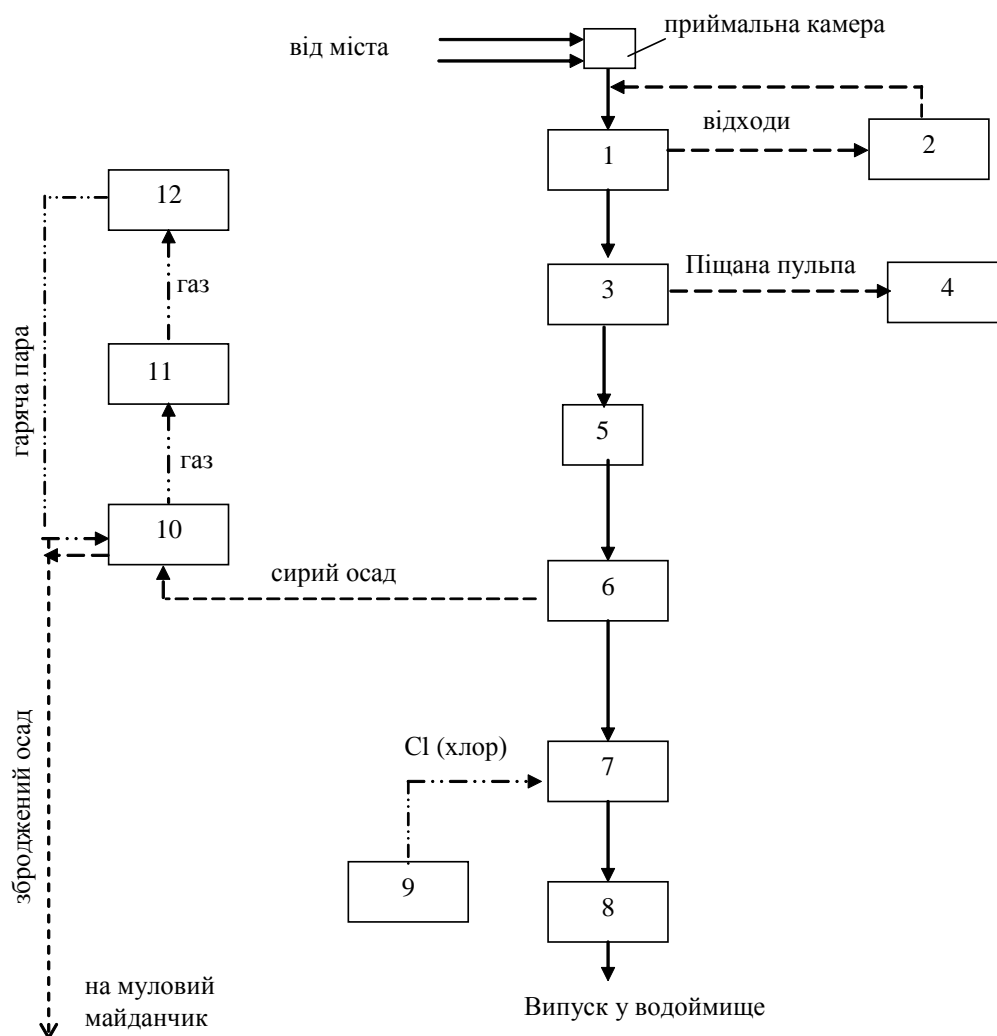 приймальна камера
від міста
відходи
1
2
12
Піщана пульпа
3
4
газ
гаряча пара
11
5
газ
10
сирий осад
6
зброджений осад
Cl (хлор)
7
9
8
на муловий
майданчик
Випуск у водоймище